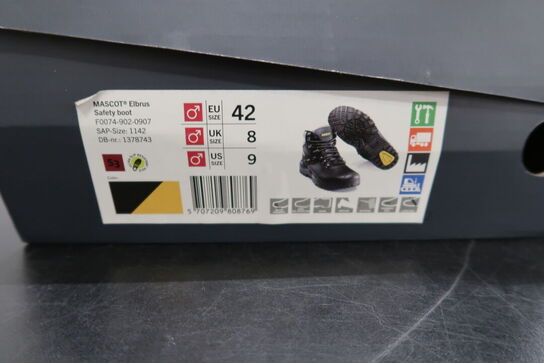 MASCOT® Elbrus
Safety boot
F0074-902-0907
SAP-Size: 1142
DB-nr.: 1378743
S3
Color:
EU SIZE 42
UK SIZE 8
US SIZE 9
5 707209 808769